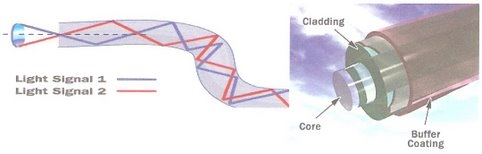 Light Signal 1
Light Signal 2
Cladding
Core
Buffer
Coating